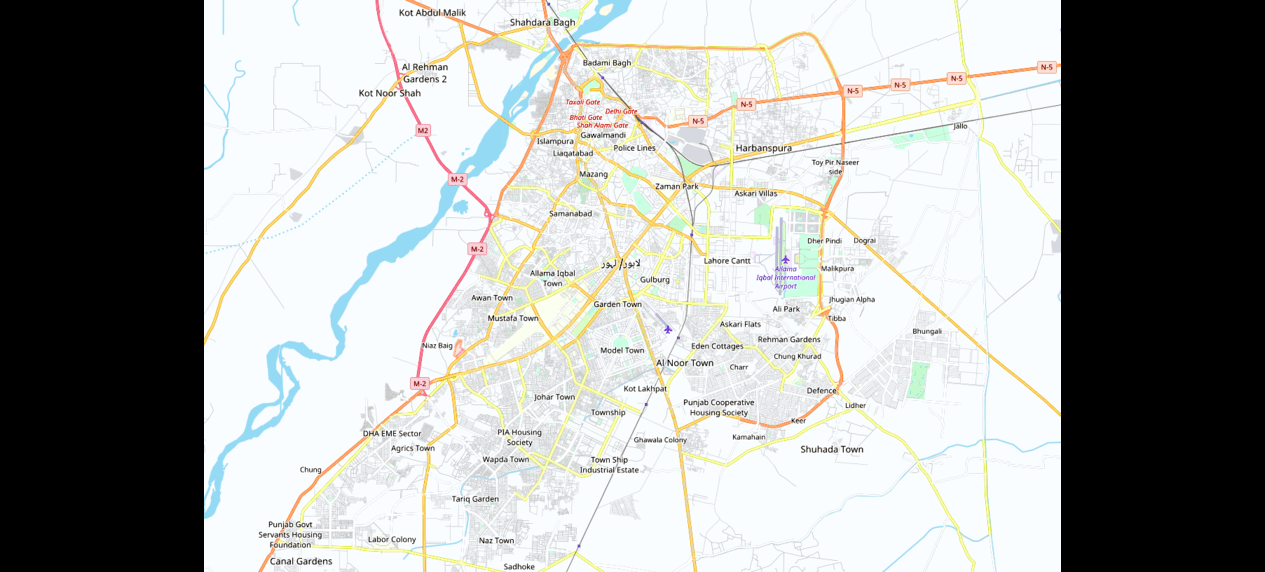 Kot Abdul Malik
Shahdara Bagh
Badami Bagh
Al Rehman
Gardens 2
N-5
N-5
N-5
N-5
Kot Noor Shah
Taxali Gate
N-5
Delhi Gate
Bhati Gate
N-5
Shah Alami Gate
M2
Jallo
Gawalmandi
Islampura
Police Lines
Harbanspura
Liaqatabad
Toy Pir Naseer
side
Mazang
M-2
Zaman Park
Askari Villas
Samanabad
Dher Pindi
Dograi
M-2
Lahore Cantt
لاہور/لہور
Allama
Iqbal International
Airport
Malikpura
Allama Iqbal
Town
Gulburg
Awan Town
Garden Town
Jhugian Alpha
Ali Park
Mustafa Town
Tibba
Askari Flats
Bhungali
Rehman Gardens
Niaz Baig
Eden Cottages
Model Town
Chung Khurad
Al Noor Town
Charr
M-2
Kot Lakhpat
Defence
Johar Town
Punjab Cooperative
Housing Society
Lidher
Township
Keer
DHA EME Sector
PIA Housing
Society
Ghawala Colony
Kamahain
Agrics Town
Shuhada Town
Wapda Town
Town Ship
Industrial Estate
Chung
Tariq Garden
Punjab Govt
Servants Housing
Foundation
Labor Colony
Naz Town
Canal Gardens
Sadhoke